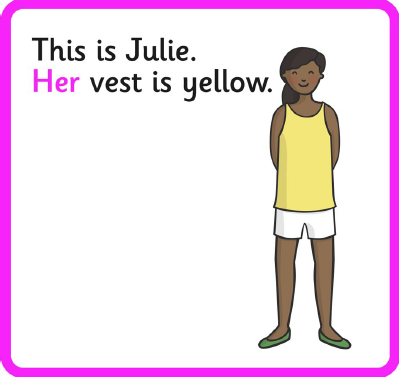 This is Julie.
Her vest is yellow.